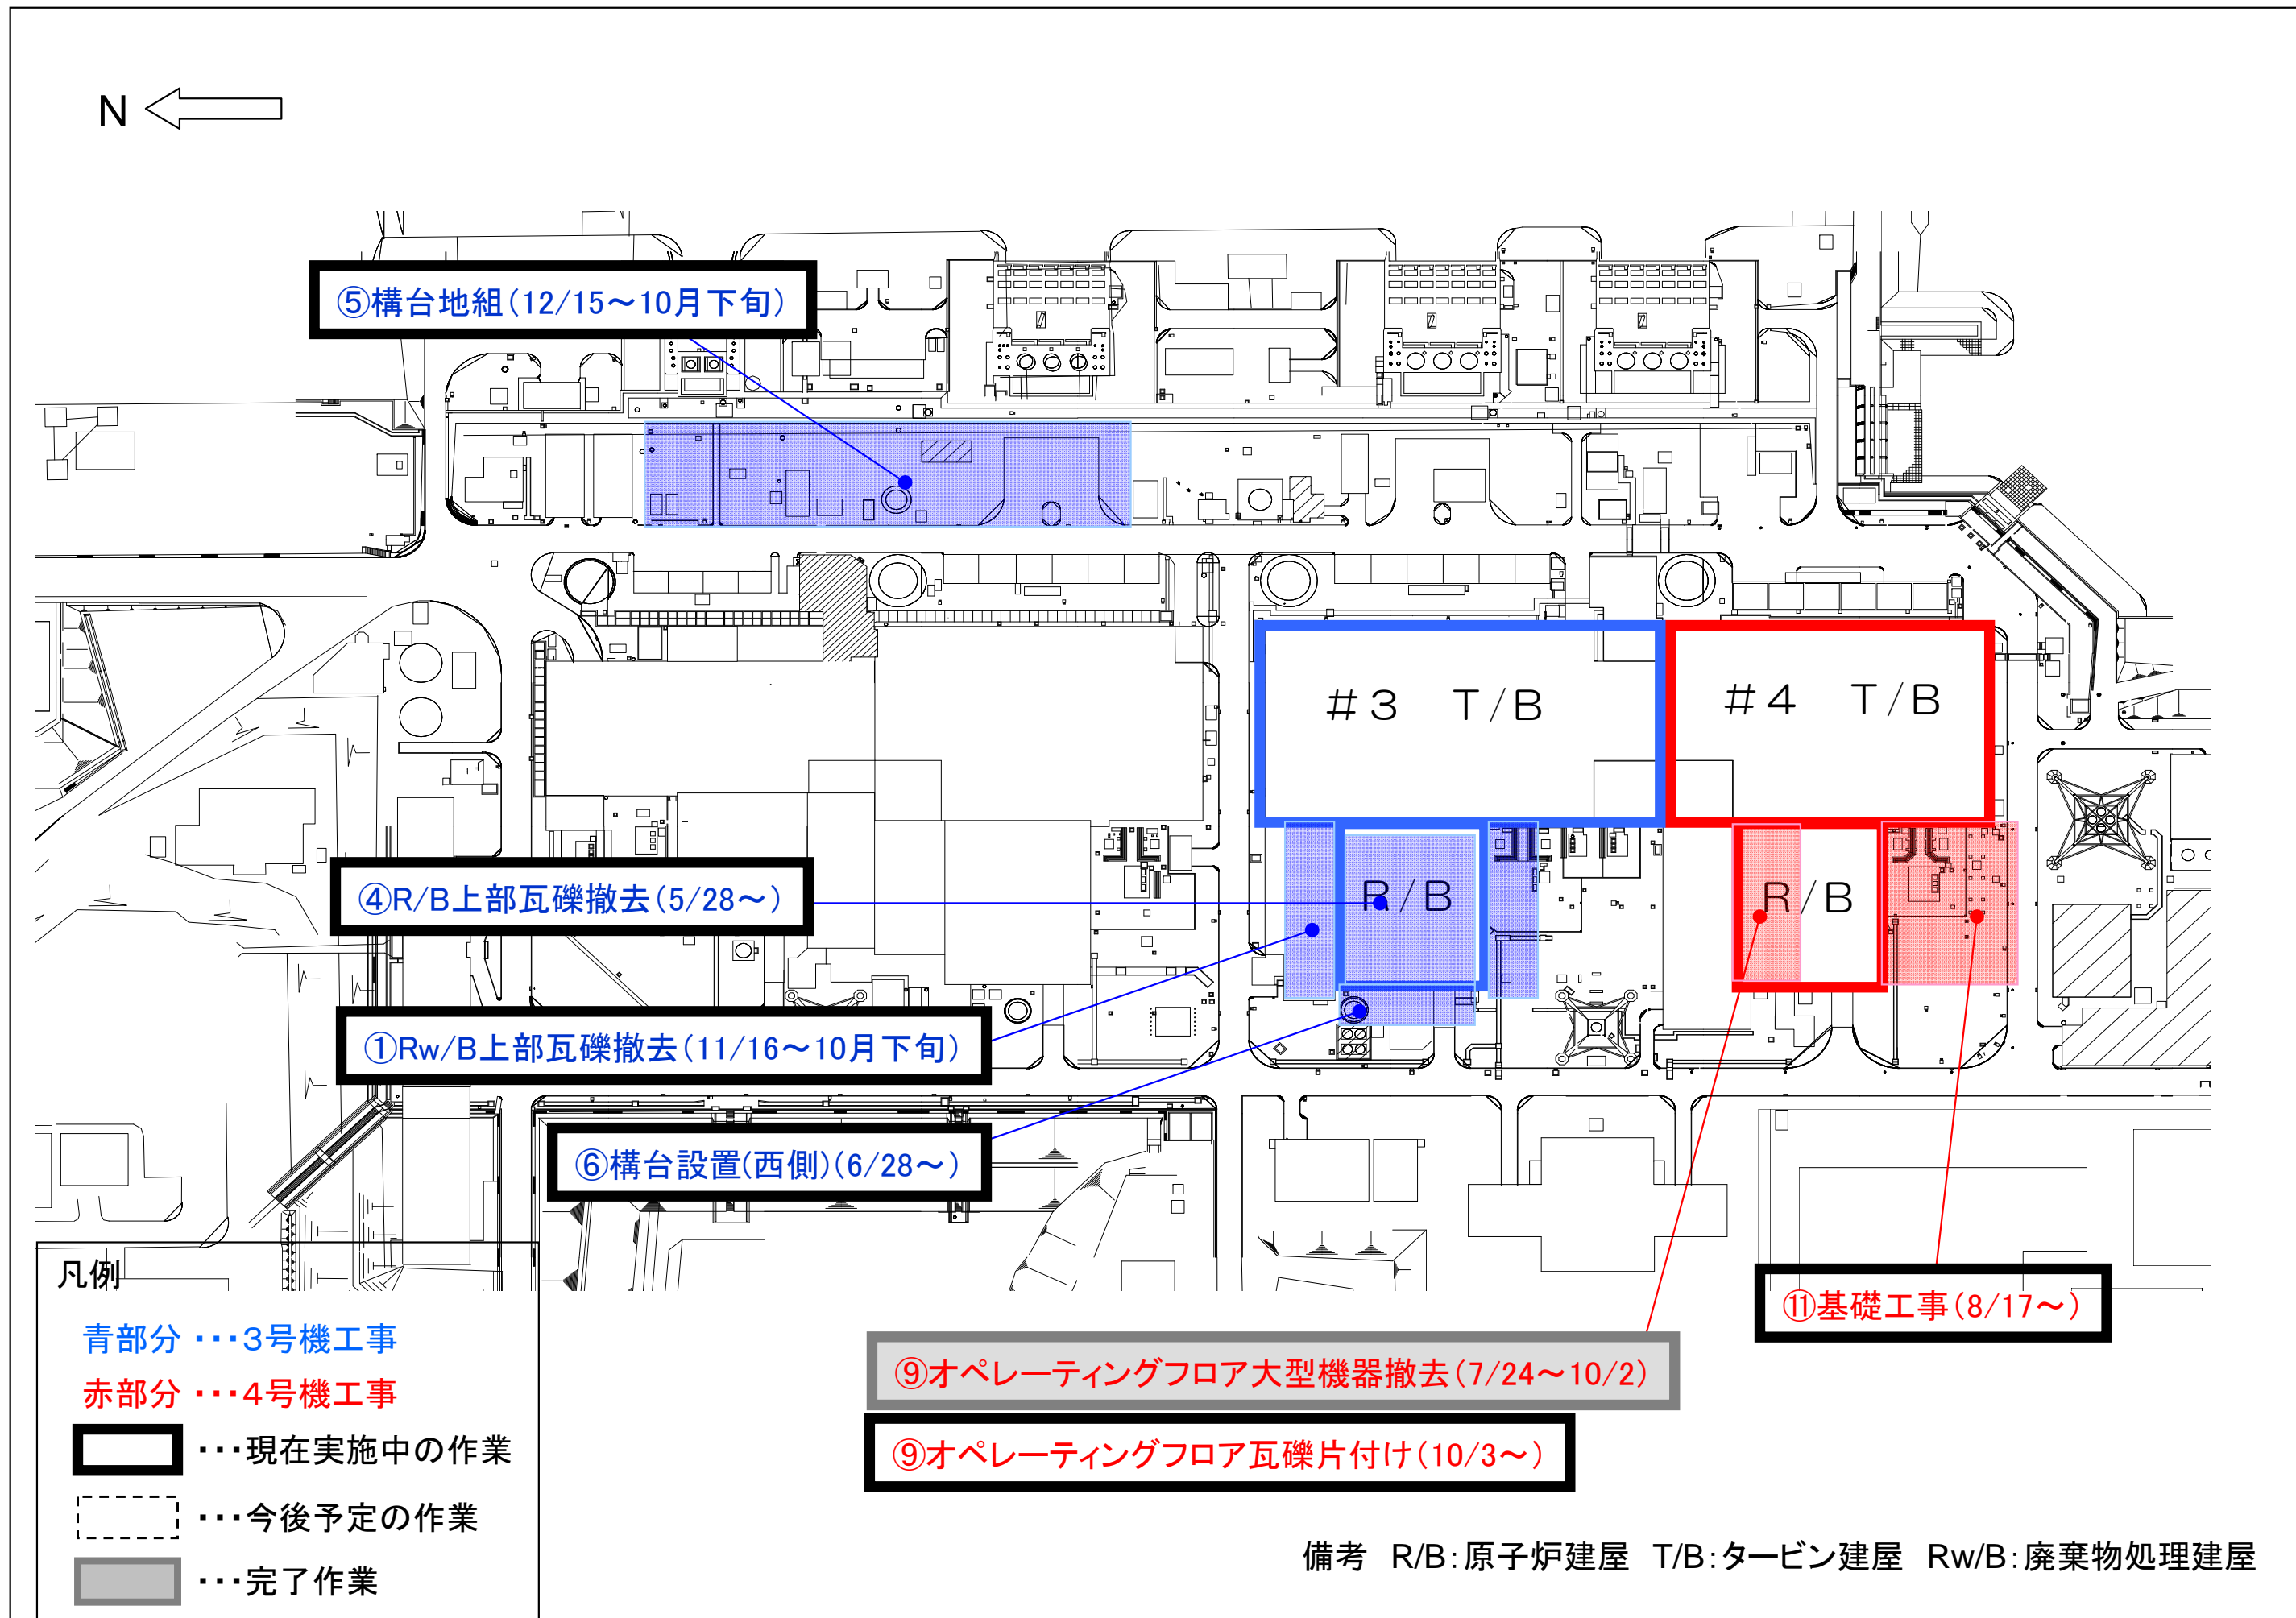 N
⑤構台地組(12/15～10月下旬)
#3 T/B
#4 T/B
④R/B上部瓦礫撤去(5/28～)
R/B
R/B
①Rw/B上部瓦礫撤去(11/16～10月下旬)
⑥構台設置(西側)(6/28～)
⑪基礎工事(8/17～)
⑨オペレーティングフロア大型機器撤去(7/24～10/2)
⑨オペレーティングフロア瓦礫片付け(10/3～)
凡例
青部分 ・・・3号機工事
赤部分 ・・・4号機工事
・・・現在実施中の作業
・・・今後予定の作業
・・・完了作業
備考 R/B:原子炉建屋 T/B:タービン建屋 Rw/B:廃棄物処理建屋